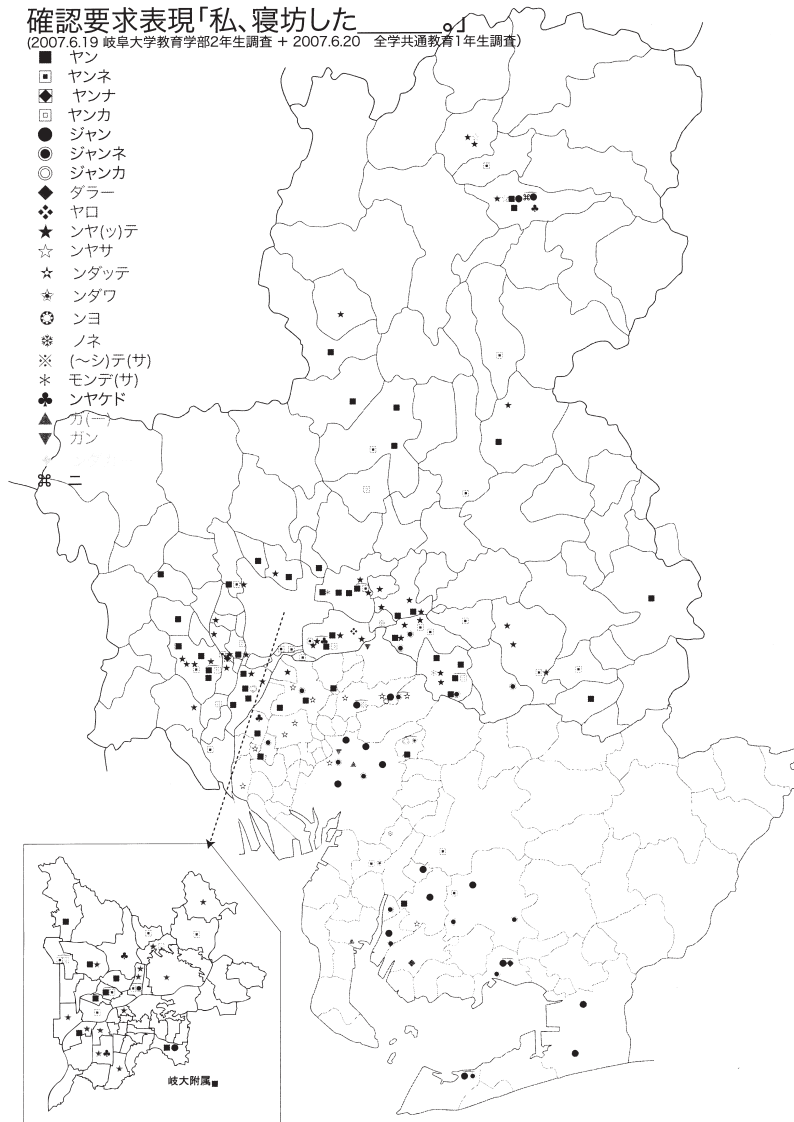 確認要求表現「私、寝坊した______。」
(2007.6.19 岐阜大学教育学部2年生調査 + 2007.6.20　全学共通教育1年生調査)
ヤン
ヤンネ
ヤンナ
ヤンカ
ジャン
ジャンネ
ジャンカ
ダラー
ヤロ
ンヤ(ッ)テ
ンヤサ
ンダッテ
ンダワ
ンヨ
ノネ
(〜シ)テ(サ)
モンデ(サ)
ンヤケド
ガ(ー)
ガン
ニ
岐大附属